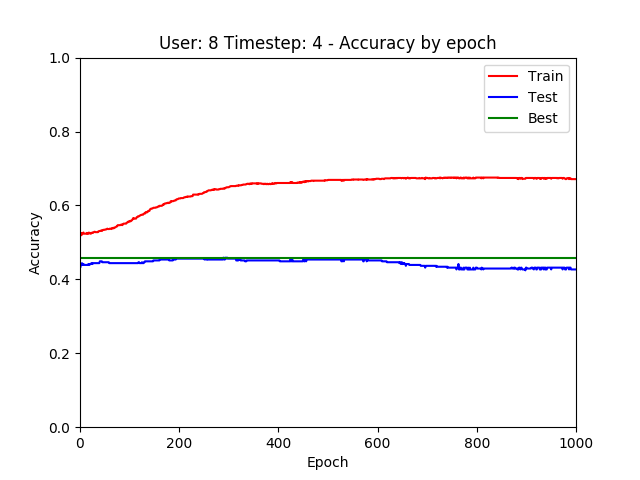 User: 8 Timestep: 4 - Accuracy by epoch
1.0
0.8
0.6
0.4
0.2
0.0
Accuracy
Train
Test
Best
0 200 400 600 800 1000
Epoch